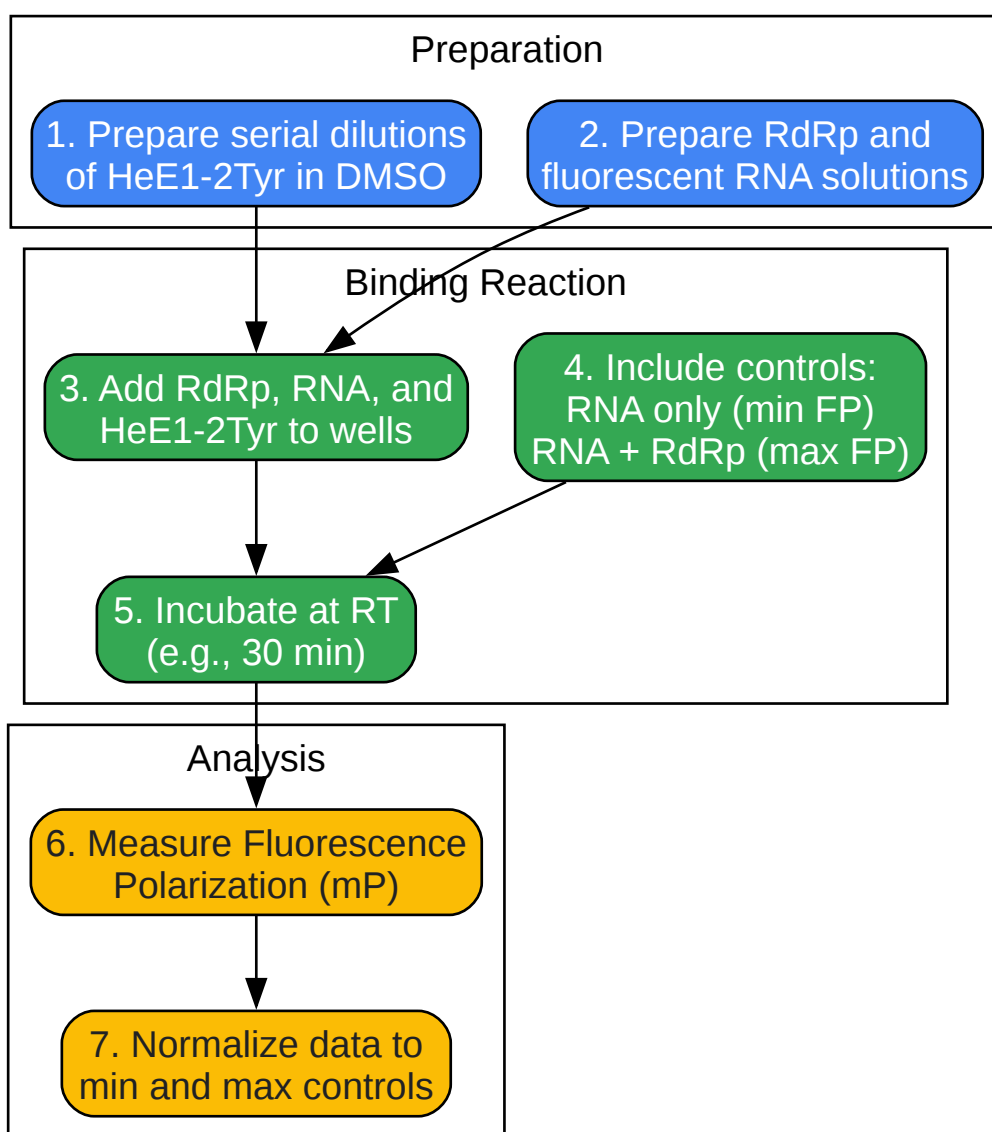 Preparation
1. Prepare serial dilutions
of HeE1-2Tyr in DMSO
2. Prepare RdRp and
fluorescent RNA solutions
Binding Reaction
3. Add RdRp, RNA, and
HeE1-2Tyr to wells
4. Include controls:
RNA only (min FP)
RNA + RdRp (max FP)
5. Incubate at RT
(e.g., 30 min)
Analysis
6. Measure Fluorescence
Polarization (mP)
7. Normalize data to
min and max controls